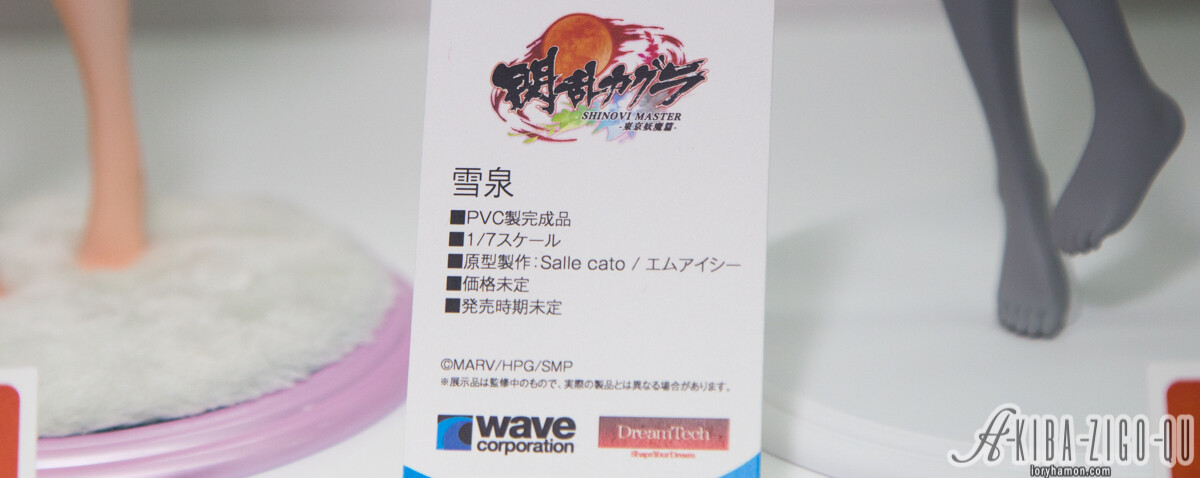 閃乱カグラ
SHINOVI MASTER
-東京妖魔篇-
雪泉
■PVC製完成品
■1/7スケール
■原型製作：Salle cato / エムアイシー
■価格未定
■発売時期未定
©MARV/HPG/SMP
※展示品は監修中のもので、実際の製品とは異なる場合があります。
wave
corporation
DreamTech
Shape Your Dream
A-KIBA-ZIGO-QU
loryhamon.com